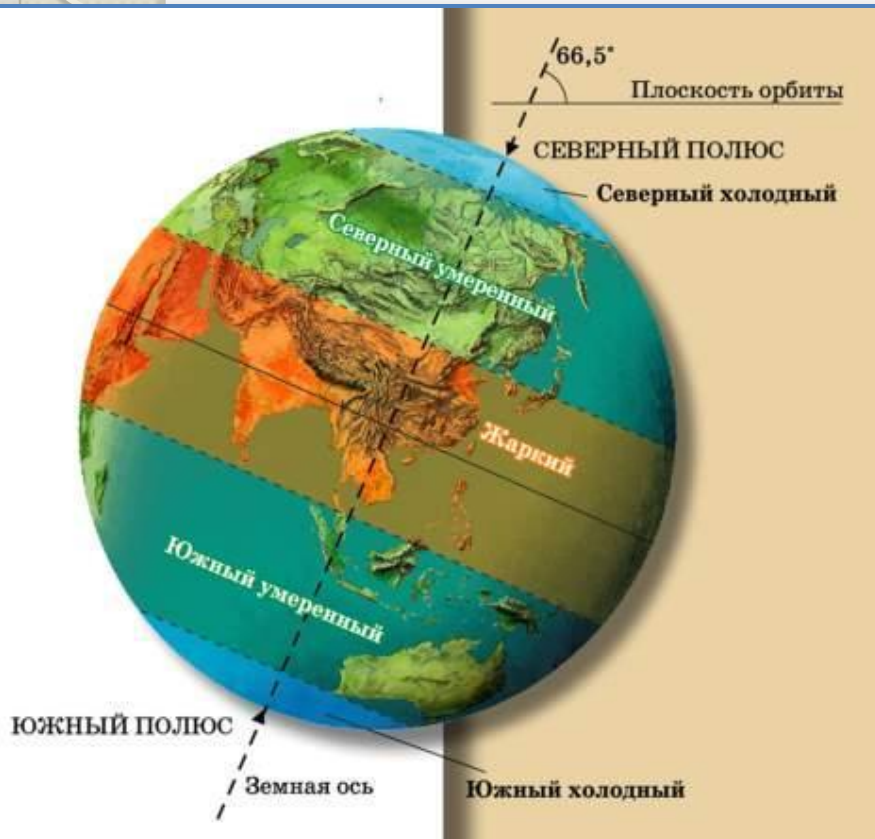 66,5°
Плоскость орбиты
СЕВЕРНЫЙ ПОЛЮС
Северный холодный
Северный умеренный
Жаркий
Южный умеренный
ЮЖНЫЙ ПОЛЮС
Земная ось
Южный холодный